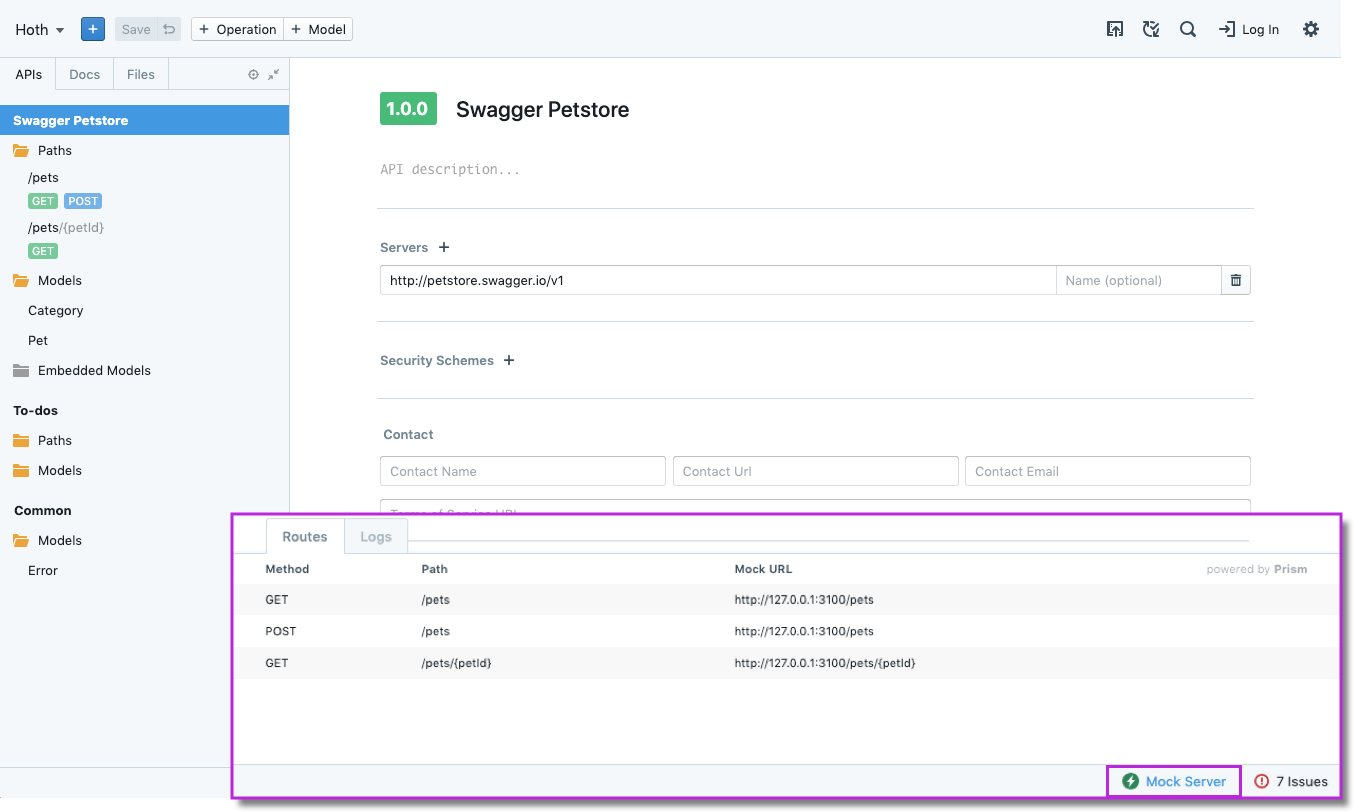 Hoth Save + Operation + Model Log In
APIs Docs Files
Swagger Petstore
Paths
/pets
GET POST
/pets/{petId}
GET
Models
Category
Pet
Embedded Models
To-dos
Paths
Models
Common
Models
Error
1.0.0 Swagger Petstore
API description...
Servers +
http://petstore.swagger.io/v1 Name (optional)
Security Schemes +
Contact
Contact Name Contact Url Contact Email
Terms of Service URL
Routes Logs
Method Path Mock URL powered by Prism
GET /pets http://127.0.0.1:3100/pets
POST /pets http://127.0.0.1:3100/pets
GET /pets/{petId} http://127.0.0.1:3100/pets/{petId}
Mock Server 7 Issues